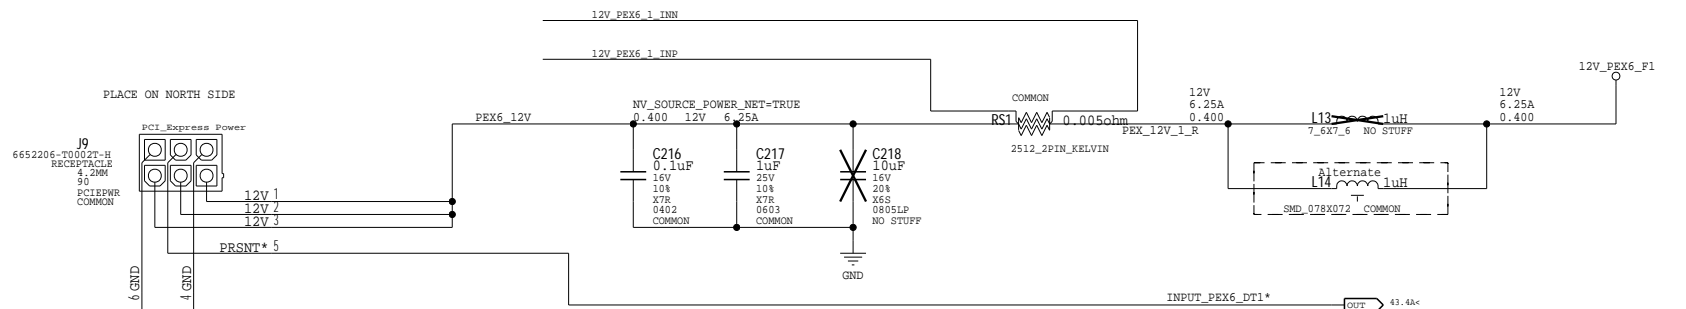 12V_PEX6_1_INN
12V_PEX6_1_INP
12V_PEX6_F1
PLACE ON NORTH SIDE
COMMON
12V
6.25A
0.400
12V
6.25A
0.400
NV_SOURCE_POWER_NET=TRUE
0.400 12V 6.25A
PEX6_12V
RS1
0.005ohm
PEX_12V_1_R
2512_2PIN_KELVIN
L13
1uH
7_6X7_6 NO STUFF
PCI_Express Power
J9
6652206-T0002T-H
RECEPTACLE
4.2MM
90
PCIEPWR
COMMON
C216
0.1uF
16V
10%
X7R
0402
COMMON
C217
1uF
25V
10%
X7R
0603
COMMON
C218
10uF
16V
20%
X6S
0805LP
NO STUFF
Alternate
L14
1uH
SMD_078X072 COMMON
12V 1
12V 2
12V 3
PRSNT* 5
6 GND
4 GND
GND
INPUT_PEX6_DT1*
OUT
43.4A<